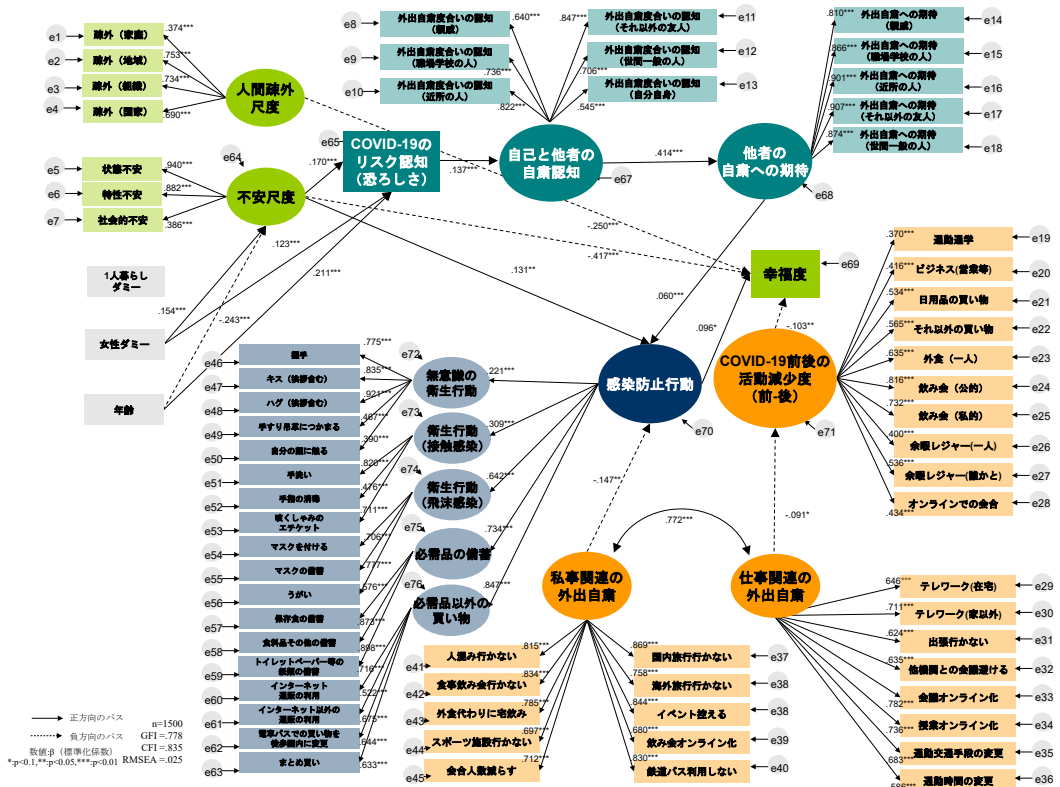 e1
疎外（家庭）
.374***
e2
疎外（地域）
.753***
e3
疎外（組織）
.734***
e4
疎外（国家）
.690***
人間疎外
尺度
e5
状態不安
.940***
e6
特性不安
.882***
e7
社会的不安
.386***
e64
不安尺度
1人暮らし
ダミー
女性ダミー
年齢
.123***
.154***
-.243***
.211***
.170***
e65
COVID-19の
リスク認知
（恐ろしさ）
.137***
e8
外出自粛度合いの認知
（親戚）
.640***
e9
外出自粛度合いの認知
（職場学校の人）
.736***
e10
外出自粛度合いの認知
（近所の人）
.822***
.847***
外出自粛度合いの認知
（それ以外の友人）
e11
.706***
外出自粛度合いの認知
（世間一般の人）
e12
.545***
外出自粛度合いの認知
（自分自身）
e13
自己と他者の
自粛認知
e67
.414***
他者の
自粛への期待
e68
.810***
外出自粛への期待
（親戚）
e14
.866***
外出自粛への期待
（職場学校の人）
e15
.901***
外出自粛への期待
（近所の人）
e16
.907***
外出自粛への期待
（それ以外の友人）
e17
.874***
外出自粛への期待
（世間一般の人）
e18
-.250***
-.417***
.131**
.060***
.096*
幸福度
e69
-.103**
COVID-19前後の
活動減少度
（前-後）
e71
感染防止行動
e70
.370***
通勤通学
e19
.416***
ビジネス(営業等)
e20
.534***
日用品の買い物
e21
.565***
それ以外の買い物
e22
.635***
外食（一人）
e23
.816***
飲み会（公的）
e24
.732***
飲み会（私的）
e25
.400***
余暇レジャー(一人)
e26
.536***
余暇レジャー(誰かと)
e27
.434***
オンラインでの会合
e28
e46
握手
.775***
e47
キス（挨拶含む）
.835***
e48
ハグ（挨拶含む）
.921***
e49
手すり吊革につかまる
.467***
e50
自分の顔に触る
.390***
e51
手洗い
.820***
e52
手指の消毒
.476***
e53
咳くしゃみの
エチケット
.711***
e54
マスクを付ける
.706***
e55
マスクの備蓄
.777***
e56
うがい
.576***
e57
保存食の備蓄
.873***
e58
食料品その他の備蓄
.898***
e59
トイレットペーパー等の
紙類の備蓄
.716***
e60
インターネット
通販の利用
.522***
e61
インターネット以外の
通販の利用
.675***
e62
電車バスでの買い物を
徒歩圏内に変更
.644***
e63
まとめ買い
.633***
e72
無意識の
衛生行動
.221***
e73
衛生行動
（接触感染）
.309***
e74
衛生行動
（飛沫感染）
.642***
e75
必需品の備蓄
.734***
e76
必需品以外の
買い物
.847***
-.147**
-.091*
.772***
私事関連の
外出自粛
仕事関連の
外出自粛
e41
人混み行かない
.815***
e42
食事飲み会行かない
.834***
e43
外食代わりに宅飲み
.785***
e44
スポーツ施設行かない
.697***
e45
会合人数減らす
.712***
.869***
国内旅行行かない
e37
.758***
海外旅行行かない
e38
.844***
イベント控える
e38
.680***
飲み会オンライン化
e39
.830***
鉄道バス利用しない
e40
646***
テレワーク(在宅)
e29
.711***
テレワーク(家以外)
e30
.624***
出張行かない
e31
.635***
他機関との会議避ける
e32
会議オンライン化
e33
.782***
授業オンライン化
e34
.736***
通勤交通手段の変更
e35
.683***
通勤時間の変更
e36
.586***
正方向のパス
負方向のパス
数値:β（標準化係数）
*:p<0.1,**:p<0.05,***:p<0.01
n=1500
GFI =.778
CFI =.835
RMSEA =.025